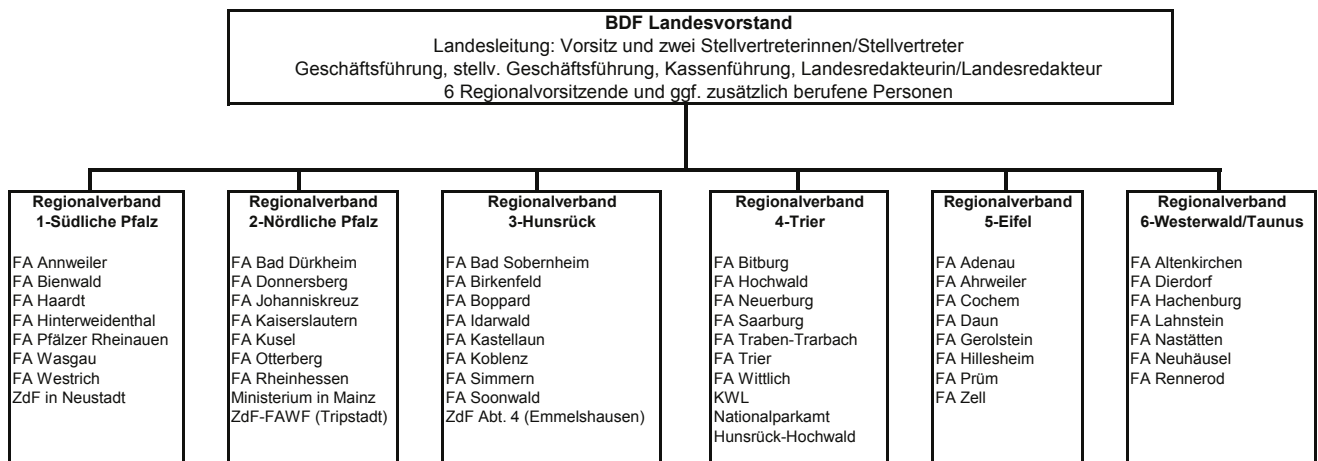 BDF Landesvorstand
Landesleitung: Vorsitz und zwei Stellvertreterinnen/Stellvertreter
Geschäftsführung, stellv. Geschäftsführung, Kassenführung, Landesredakteurin/Landesredakteur
6 Regionalvorsitzende und ggf. zusätzlich berufene Personen
Regionalverband
1-Südliche Pfalz
FA Annweiler
FA Bienwald
FA Haardt
FA Hinterweidenthal
FA Pfälzer Rheinauen
FA Wasgau
FA Westrich
ZdF in Neustadt
Regionalverband
2-Nördliche Pfalz
FA Bad Dürkheim
FA Donnersberg
FA Johanniskreuz
FA Kaiserslautern
FA Kusel
FA Otterberg
FA Rheinhessen
Ministerium in Mainz
ZdF-FAWF (Tripstadt)
Regionalverband
3-Hunsrück
FA Bad Sobernheim
FA Birkenfeld
FA Boppard
FA Idarwald
FA Kastellaun
FA Koblenz
FA Simmern
FA Soonwald
ZdF Abt. 4 (Emmelshausen)
Regionalverband
4-Trier
FA Bitburg
FA Hochwald
FA Neuerburg
FA Saarburg
FA Traben-Trarbach
FA Trier
FA Wittlich
KWL
Nationalparkamt
Hunsrück-Hochwald
Regionalverband
5-Eifel
FA Adenau
FA Ahrweiler
FA Cochem
FA Daun
FA Gerolstein
FA Hillesheim
FA Prüm
FA Zell
Regionalverband
6-Westerwald/Taunus
FA Altenkirchen
FA Dierdorf
FA Hachenburg
FA Lahnstein
FA Nastätten
FA Neuhäusel
FA Rennerod